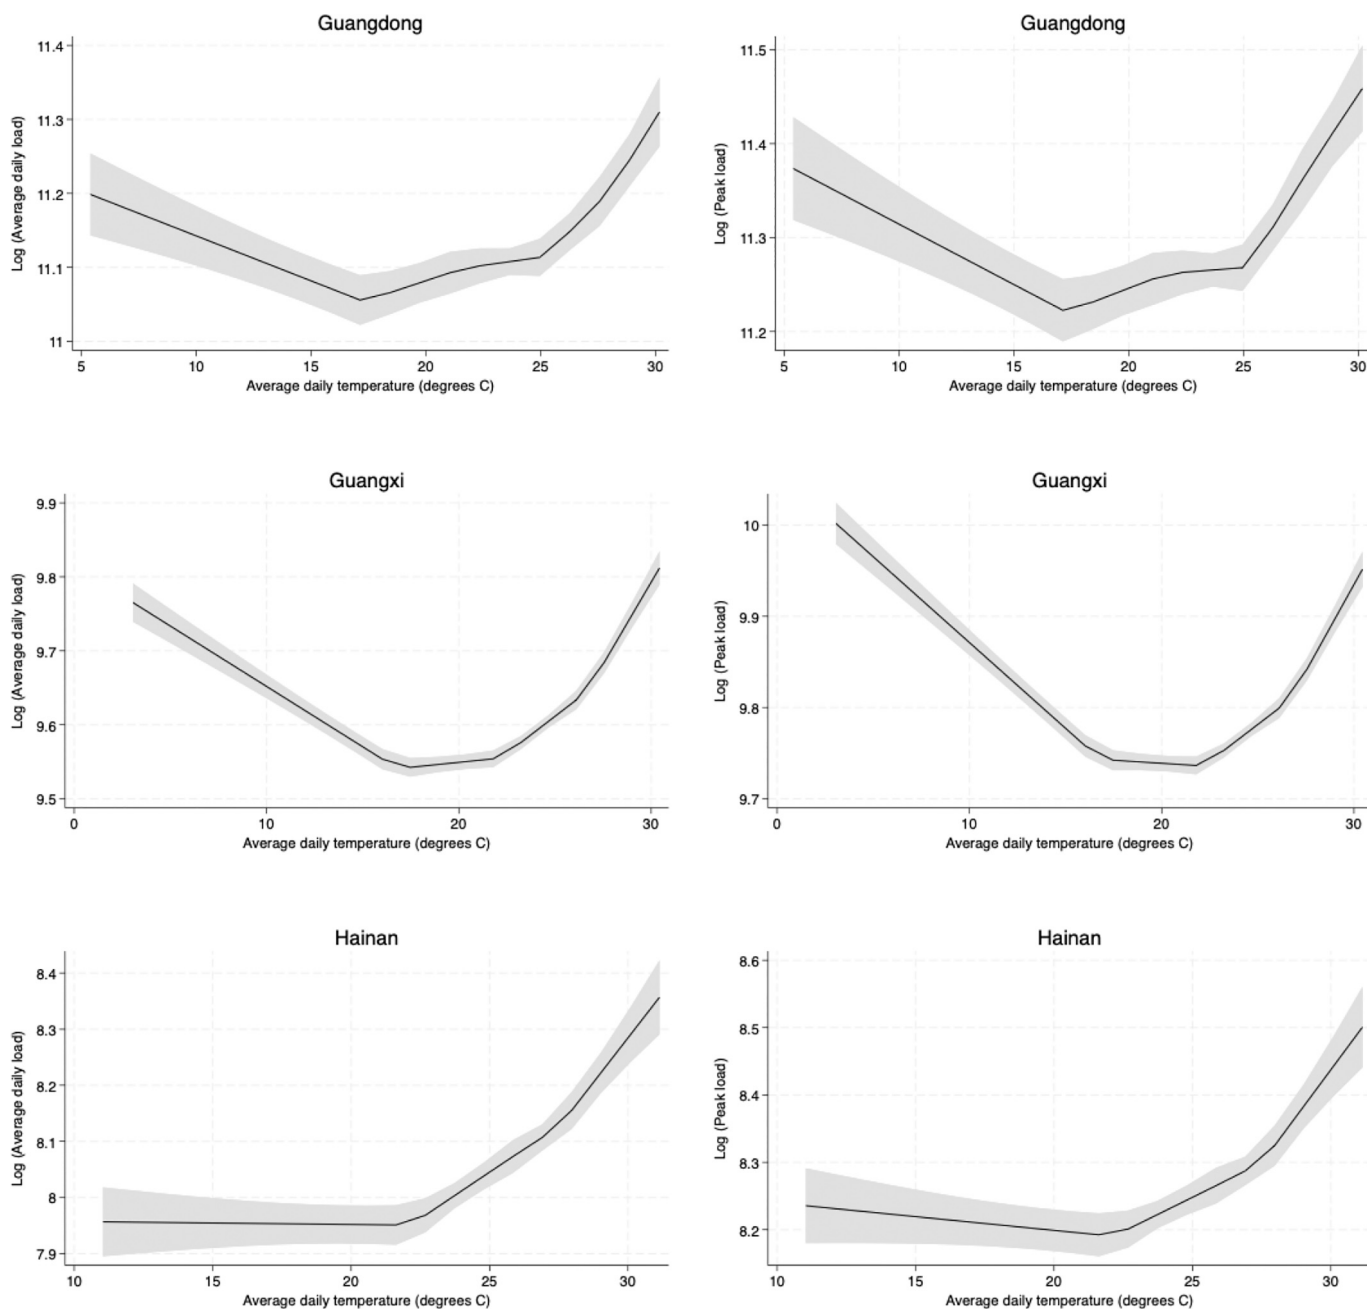 Guangdong
11.4
11.3
11.2
11.1
11
Log (Average daily load)
5 10 15 20 25 30
Average daily temperature (degrees C)
Guangdong
11.5
11.4
11.3
11.2
Log (Peak load)
5 10 15 20 25 30
Average daily temperature (degrees C)
Guangxi
9.9
9.8
9.7
9.6
9.5
Log (Average daily load)
0 10 20 30
Average daily temperature (degrees C)
Guangxi
10
9.9
9.8
9.7
Log (Peak load)
0 10 20 30
Average daily temperature (degrees C)
Hainan
8.4
8.3
8.2
8.1
8
7.9
Log (Average daily load)
10 15 20 25 30
Average daily temperature (degrees C)
Hainan
8.6
8.5
8.4
8.3
8.2
Log (Peak load)
10 15 20 25 30
Average daily temperature (degrees C)